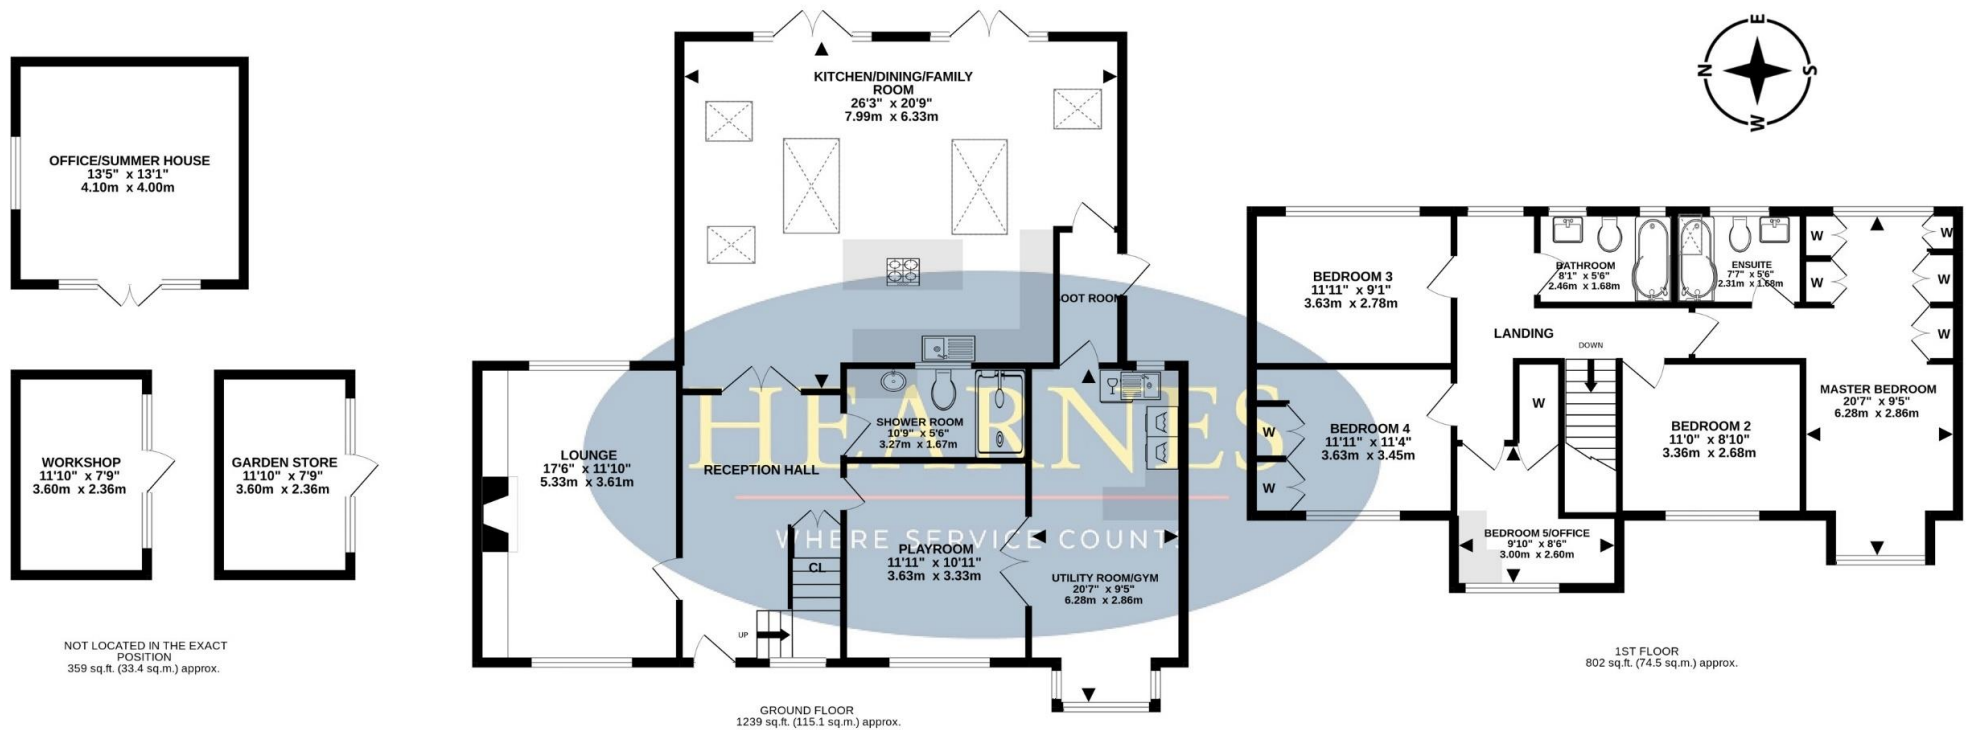 OFFICE/SUMMER HOUSE
13'5" x 13'1"
4.10m x 4.00m
WORKSHOP
11'10" x 7'9"
3.60m x 2.36m
GARDEN STORE
11'10" x 7'9"
3.60m x 2.36m
NOT LOCATED IN THE EXACT
POSITION
359 sq.ft. (33.4 sq.m.) approx.
KITCHEN/DINING/FAMILY
ROOM
26'3" x 20'9"
7.99m x 6.33m
OOT ROOM
LOUNGE
17'6" x 11'10"
5.33m x 3.61m
RECEPTION HALL
SHOWER ROOM
10'9" x 5'6"
3.27m x 1.67m
HEARNES
WHERE SERVICE COUNT
CL
UP
PLAYROOM
11'11" x 10'11"
3.63m x 3.33m
UTILITY ROOM/GYM
20'7" x 9'5"
6.28m x 2.86m
GROUND FLOOR
1239 sq.ft. (115.1 sq.m.) approx.
E
N
S
W
BEDROOM 3
11'11" x 9'1"
3.63m x 2.78m
BATHROOM
8'1" x 5'6"
2.46m x 1.68m
ENSUITE
7'7" x 5'6"
2.31m x 1.68m
W
W
W
W
W
LANDING
DOWN
MASTER BEDROOM
20'7" x 9'5"
6.28m x 2.86m
BEDROOM 4
11'11" x 11'4"
3.63m x 3.45m
W
W
W
BEDROOM 2
11'0" x 8'10"
3.36m x 2.68m
BEDROOM 5/OFFICE
9'10" x 8'6"
3.00m x 2.60m
1ST FLOOR
802 sq.ft. (74.5 sq.m.) approx.